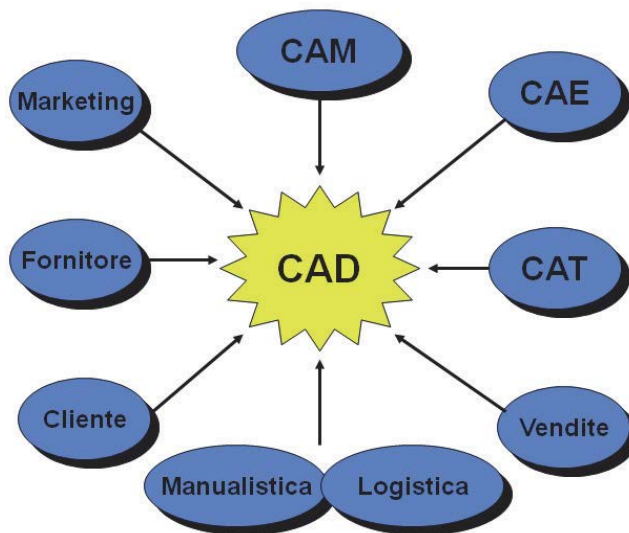 CAM
Marketing
CAE
Fornitore
CAD
CAT
Cliente
Vendite
Manualistica
Logistica